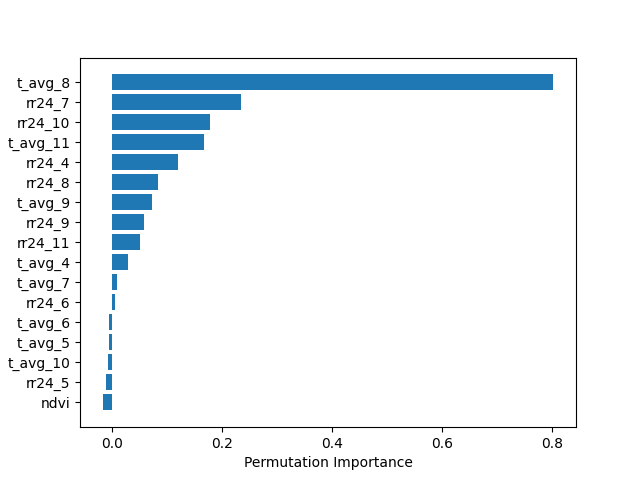 t_avg_8
rr24_7
rr24_10
t_avg_11
rr24_4
rr24_8
t_avg_9
rr24_9
rr24_11
t_avg_4
t_avg_7
rr24_6
t_avg_6
t_avg_5
t_avg_10
rr24_5
ndvi
0.0 0.2 0.4 0.6 0.8
Permutation Importance